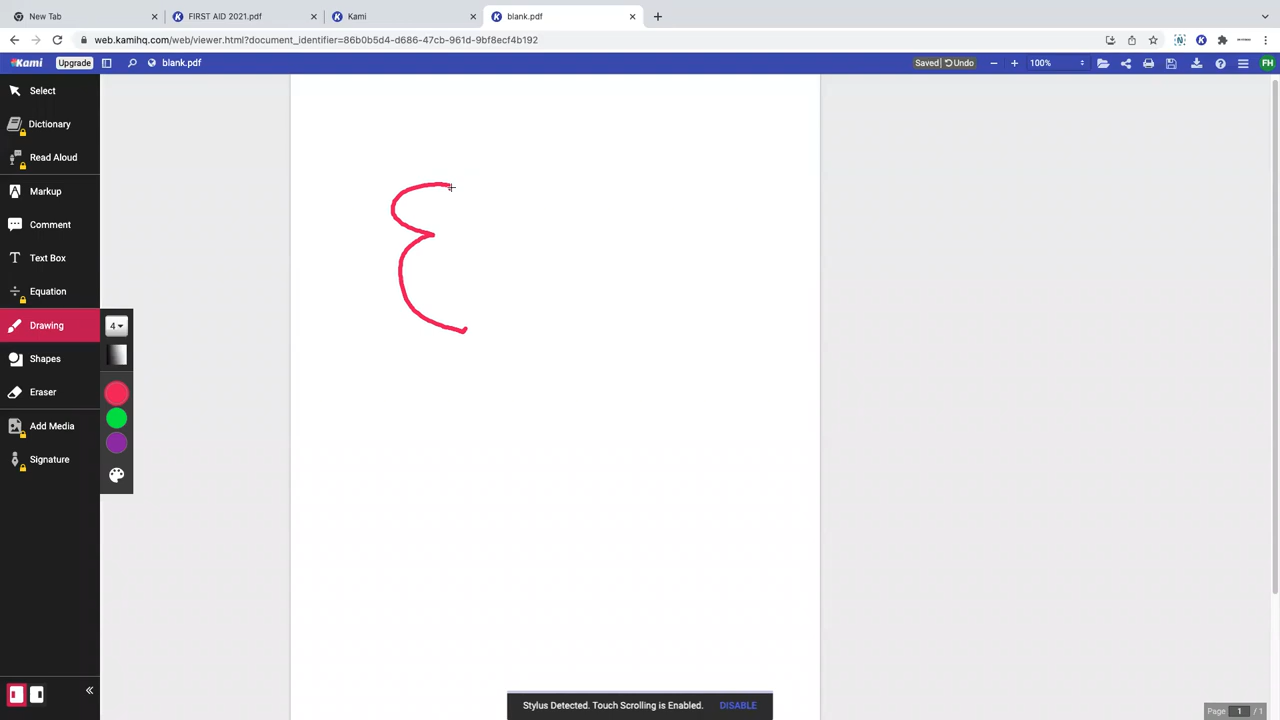 New Tab FIRST AID 2021.pdf Kami blank.pdf
web.kamihq.com/web/viewer.html?document_identifier=86b0b5d4-d686-47cb-961d-9bf8ecf4b192
Kami Upgrade blank.pdf Saved Undo 100% FH
Select
Dictionary
Read Aloud
Markup
Comment
Text Box
Equation
Drawing 4
Shapes
Eraser
Add Media
Signature
Stylus Detected. Touch Scrolling is Enabled. DISABLE
Page 1 / 1